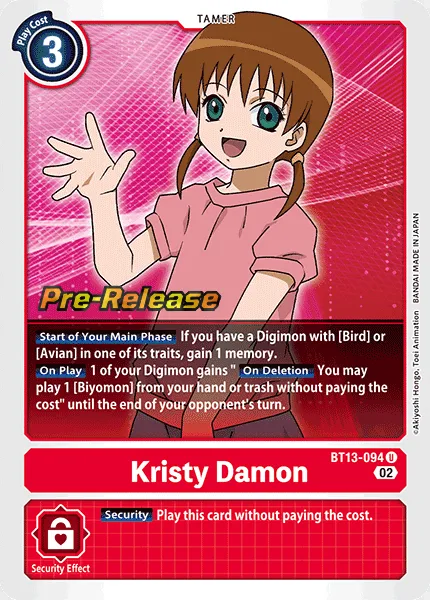 TAMER
Play Cost
3
Pre-Release
Start of Your Main Phase If you have a Digimon with [Bird] or
[Avian] in one of its traits, gain 1 memory.
On Play 1 of your Digimon gains " On Deletion You may
play 1 [Biyomon] from your hand or trash without paying the
cost" until the end of your opponent's turn.
©Akiyoshi Hongo, Toei Animation BANDAI MADE IN JAPAN
BT13-094 U
Kristy Damon
02
Security Play this card without paying the cost.
Security Effect